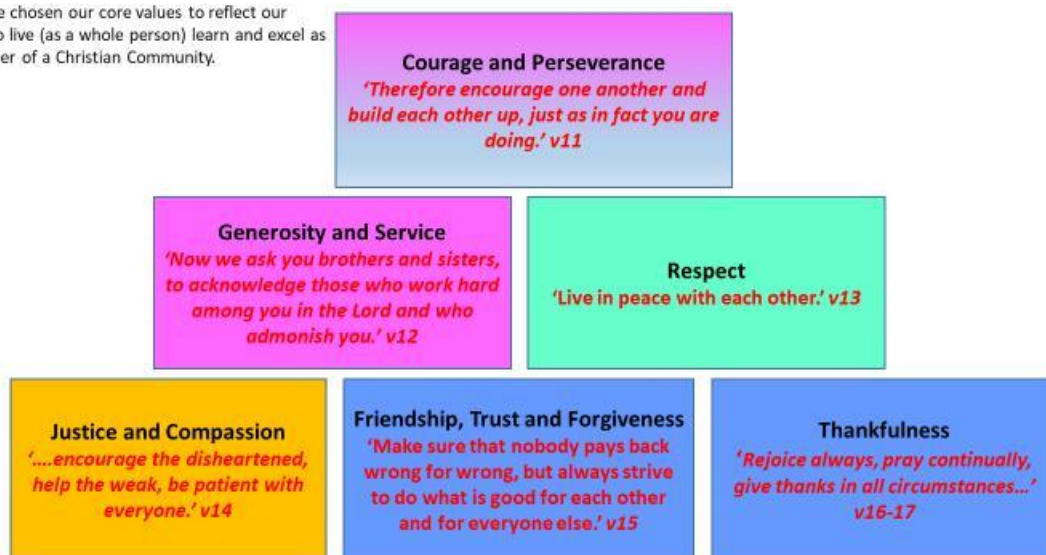 e chosen our core values to reflect our
o live (as a whole person) learn and excel as
er of a Christian Community.
Courage and Perseverance
‘Therefore encourage one another and
build each other up, just as in fact you are
doing.’ v11
Generosity and Service
‘Now we ask you brothers and sisters,
to acknowledge those who work hard
among you in the Lord and who
admonish you.’ v12
Respect
‘Live in peace with each other.’ v13
Justice and Compassion
‘....encourage the disheartened,
help the weak, be patient with
everyone.’ v14
Friendship, Trust and Forgiveness
‘Make sure that nobody pays back
wrong for wrong, but always strive
to do what is good for each other
and for everyone else.’ v15
Thankfulness
‘Rejoice always, pray continually,
give thanks in all circumstances…’
v16-17